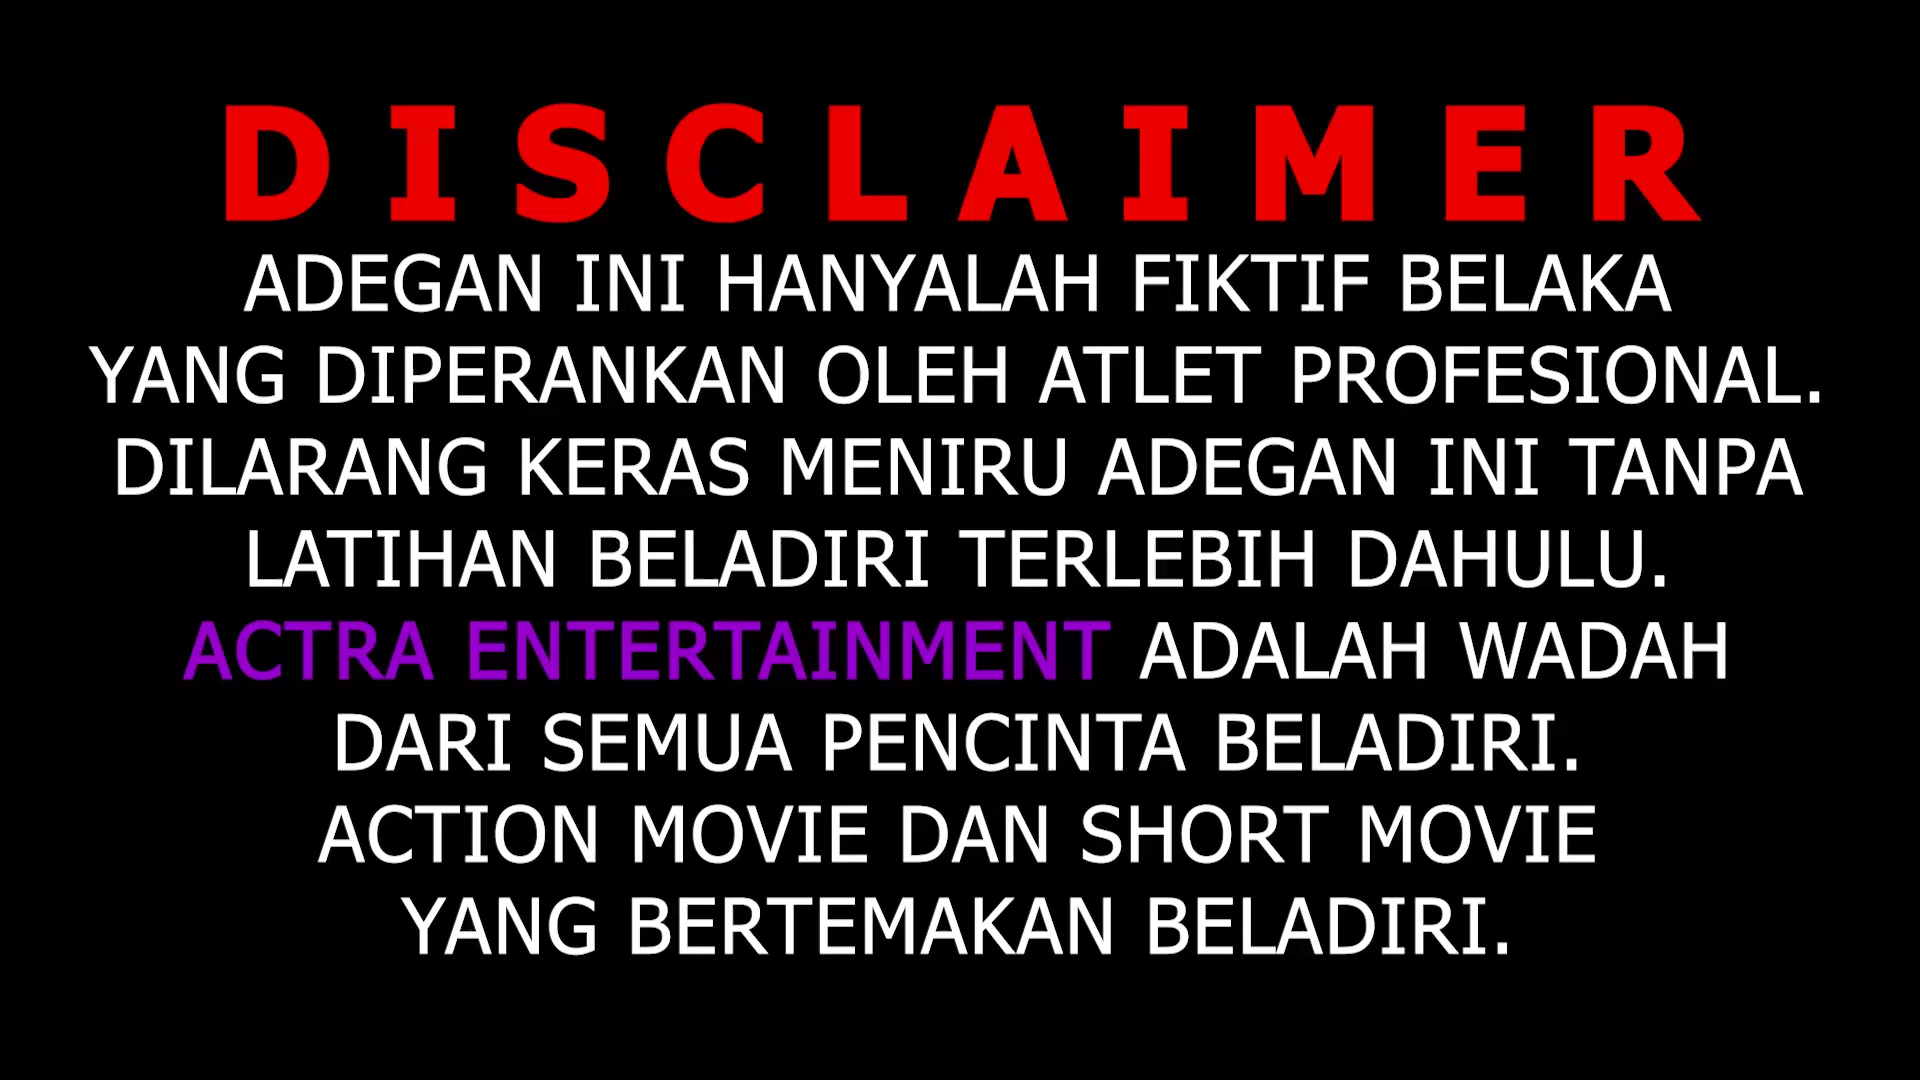 DISCLAIMER
ADEGAN INI HANYALAH FIKTIF BELAKA
YANG DIPERANKAN OLEH ATLET PROFESIONAL.
DILARANG KERAS MENIRU ADEGAN INI TANPA
LATIHAN BELADIRI TERLEBIH DAHULU.
ACTRA ENTERTAINMENT ADALAH WADAH
DARI SEMUA PENCINTA BELADIRI.
ACTION MOVIE DAN SHORT MOVIE
YANG BERTEMAKAN BELADIRI.